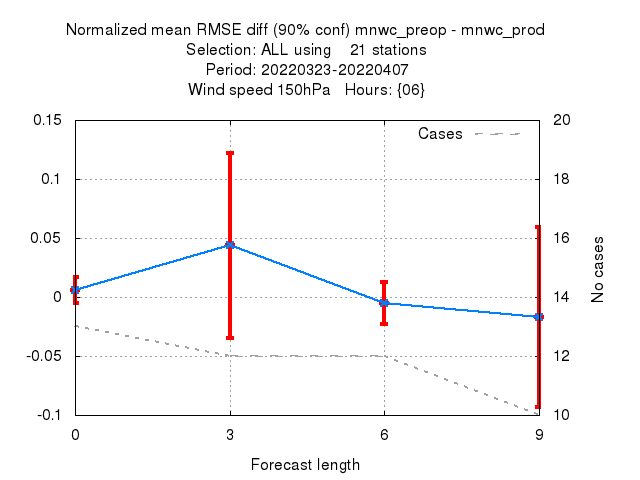 Normalized mean RMSE diff (90% conf) mnwc_preop - mnwc_prod
Selection: ALL using 21 stations
Period: 20220323-20220407
Wind speed 150hPa Hours: {06}
Cases
0.15
0.1
0.05
0
-0.05
-0.1
20
18
16
14
12
10
No cases
0 3 6 9
Forecast length